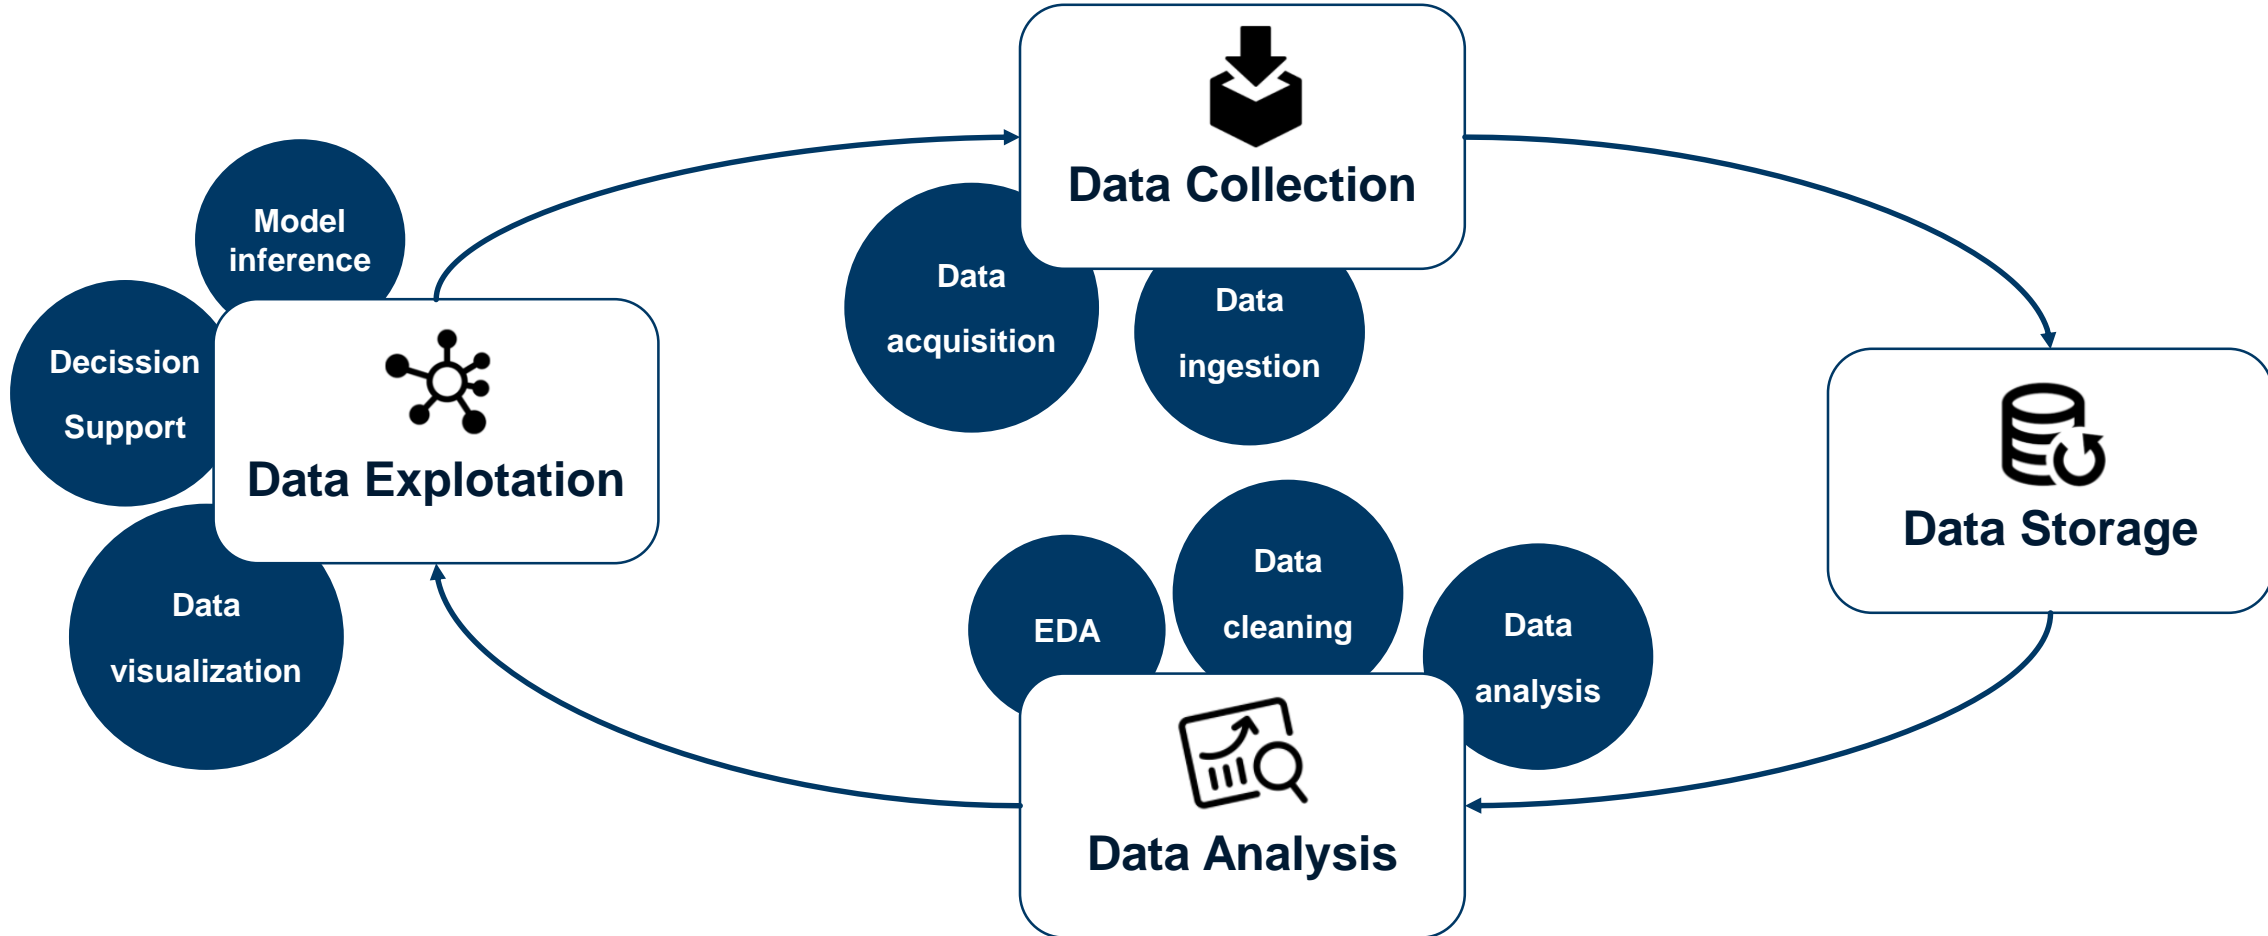 Data Collection
Data
acquisition
Data
ingestion
Data Storage
Data
cleaning
EDA
Data
analysis
Data Analysis
Model
inference
Decission
Support
Data Explotation
Data
visualization